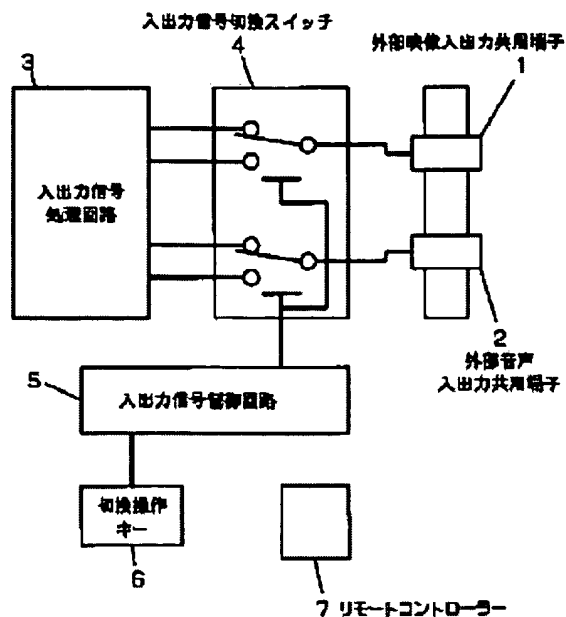 入出力信号切換スイッチ
4
外部映像入出力共用端子
1
3
入出力信号
処理回路
2
外部音声
入出力共用端子
5
入出力信号制御回路
切換操作
キー
6
7 リモートコントローラー